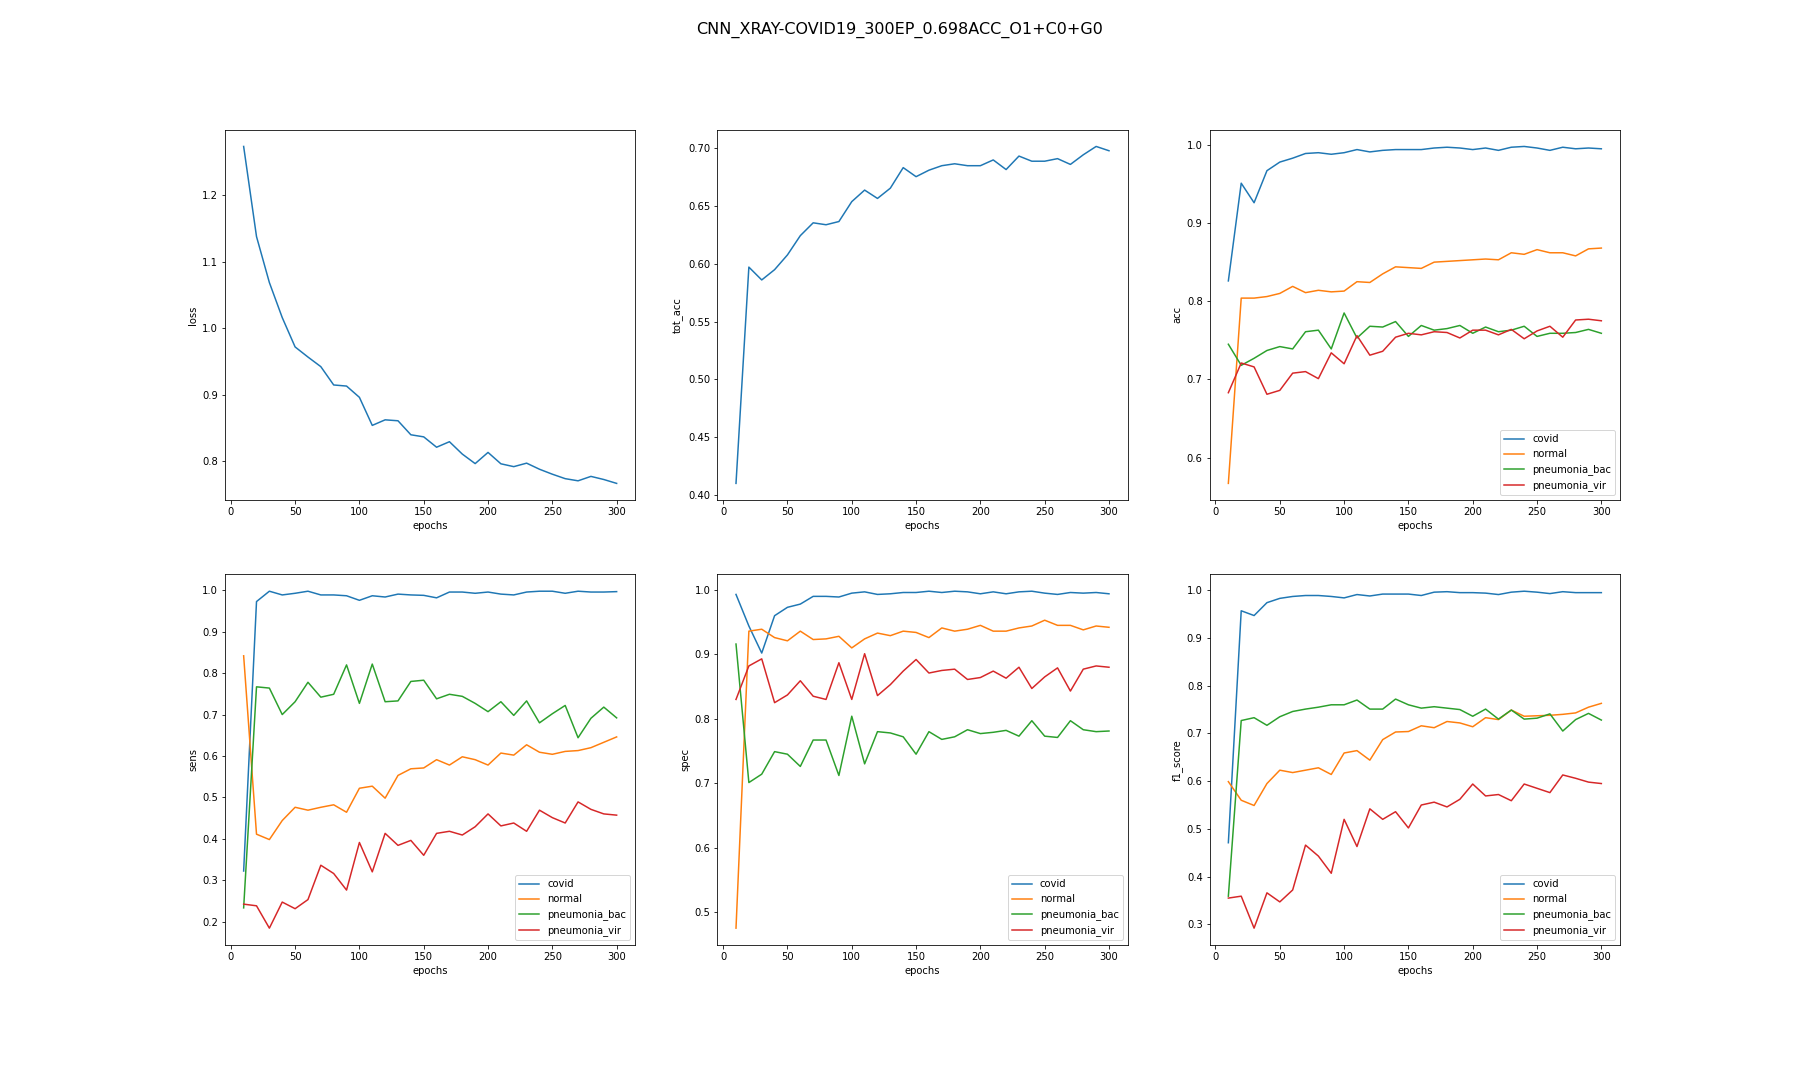 CNN_XRAY-COVID19_300EP_0.698ACC_O1+C0+G0
1.2
1.1
1.0
0.9
0.8
loss
0 50 100 150 200 250 300
epochs
0.70
0.65
0.60
0.55
0.50
0.45
0.40
tot_acc
0 50 100 150 200 250 300
epochs
1.0
0.9
0.8
0.7
0.6
acc
covid
normal
pneumonia_bac
pneumonia_vir
0 50 100 150 200 250 300
epochs
1.0
0.9
0.8
0.7
0.6
0.5
0.4
0.3
0.2
sens
covid
normal
pneumonia_bac
pneumonia_vir
0 50 100 150 200 250 300
epochs
1.0
0.9
0.8
0.7
0.6
0.5
spec
covid
normal
pneumonia_bac
pneumonia_vir
0 50 100 150 200 250 300
epochs
1.0
0.9
0.8
0.7
0.6
0.5
0.4
0.3
f1_score
covid
normal
pneumonia_bac
pneumonia_vir
0 50 100 150 200 250 300
epochs